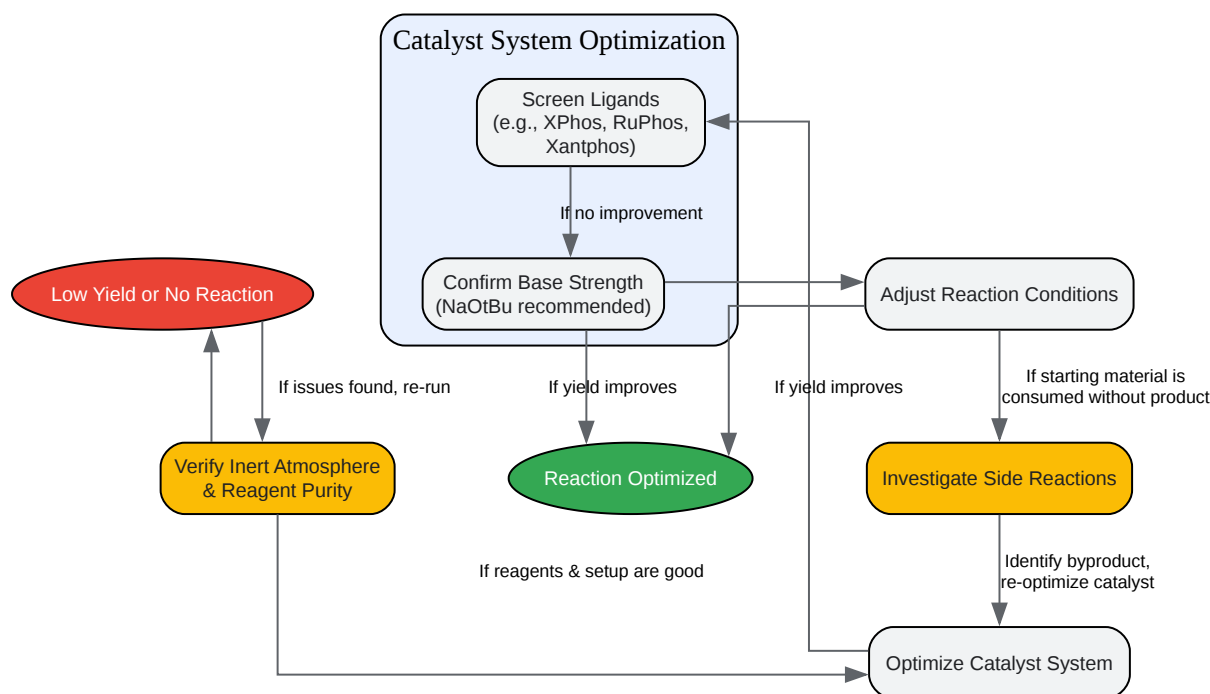 Catalyst System Optimization
Screen Ligands
(e.g., XPhos, RuPhos,
Xantphos)
If no improvement
Low Yield or No Reaction
Confirm Base Strength
(NaOtBu recommended)
Adjust Reaction Conditions
If issues found, re-run
If yield improves
If yield improves
If starting material is
consumed without product
Verify Inert Atmosphere
& Reagent Purity
Reaction Optimized
Investigate Side Reactions
If reagents & setup are good
Identify byproduct,
re-optimize catalyst
Optimize Catalyst System